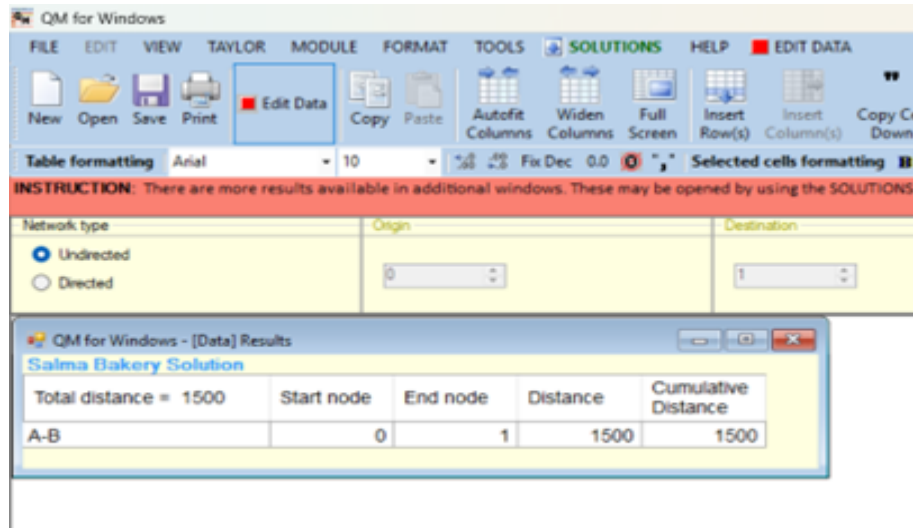 QM for Windows
FILE EDIT VIEW TAYLOR MODULE FORMAT TOOLS SOLUTIONS HELP EDIT DATA
New Open Save Print Edit Data Copy Paste Autofit Columns Widen Columns Full Screen Insert Row(s) Insert Column(s) Copy Down
Table formatting Arial 10 Fix Dec 0.0 Selected cells formatting B
INSTRUCTION: There are more results available in additional windows. These may be opened by using the SOLUTIONS
Network type Origin Destination
Undirected
0 1
Directed
QM for Windows - [Data] Results
Salma Bakery Solution
Total distance = 1500 Start node End node Distance Cumulative Distance
A-B 0 1 1500 1500